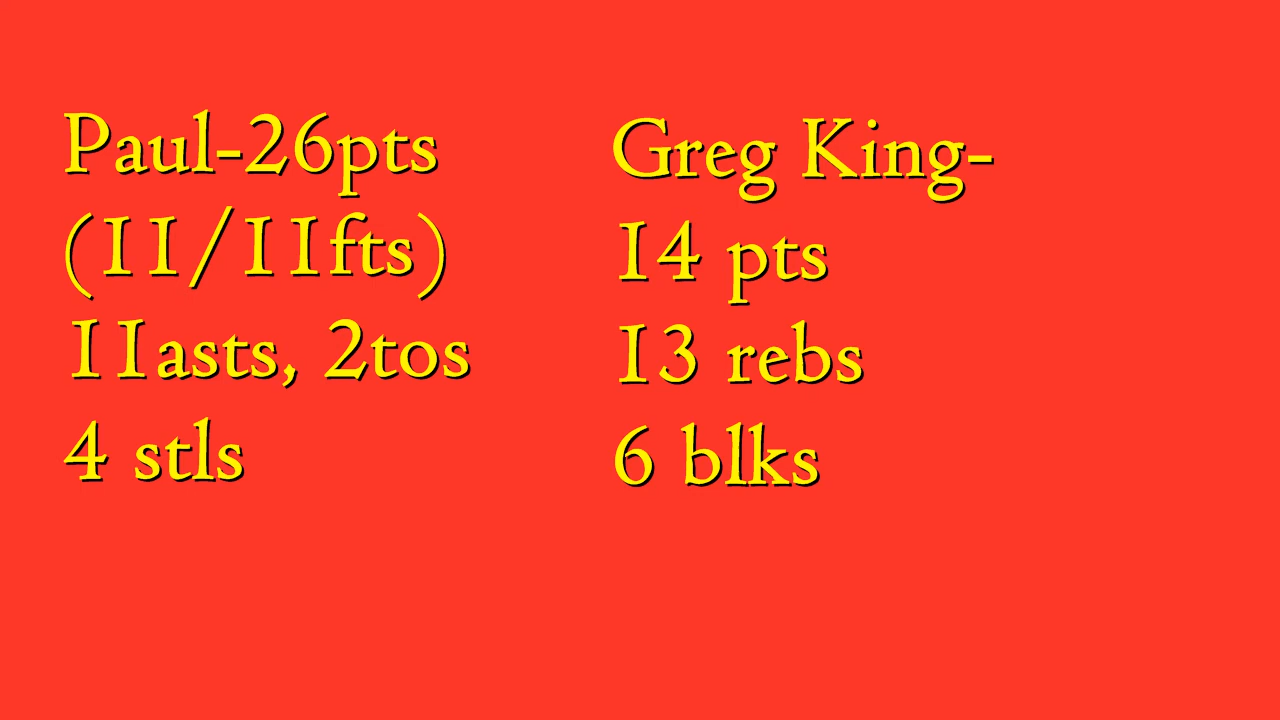 Paul-26pts
(11/11fts)
11asts, 2tos
4 stls
Greg King-
14 pts
13 rebs
6 blks